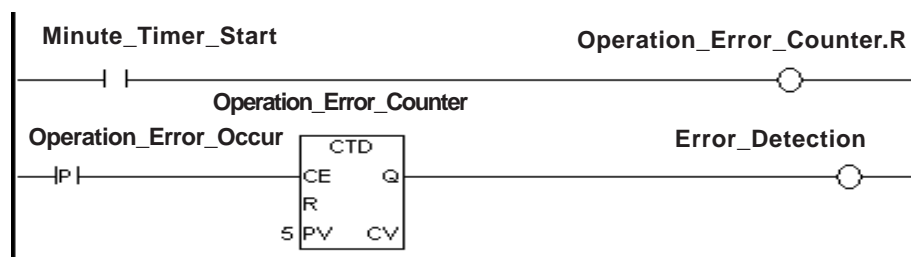 Minute_Timer_Start
Operation_Error_Counter.R
Operation_Error_Counter
Operation_Error_Occur
CTD
Error_Detection
P
CE Q
R
5 PV CV